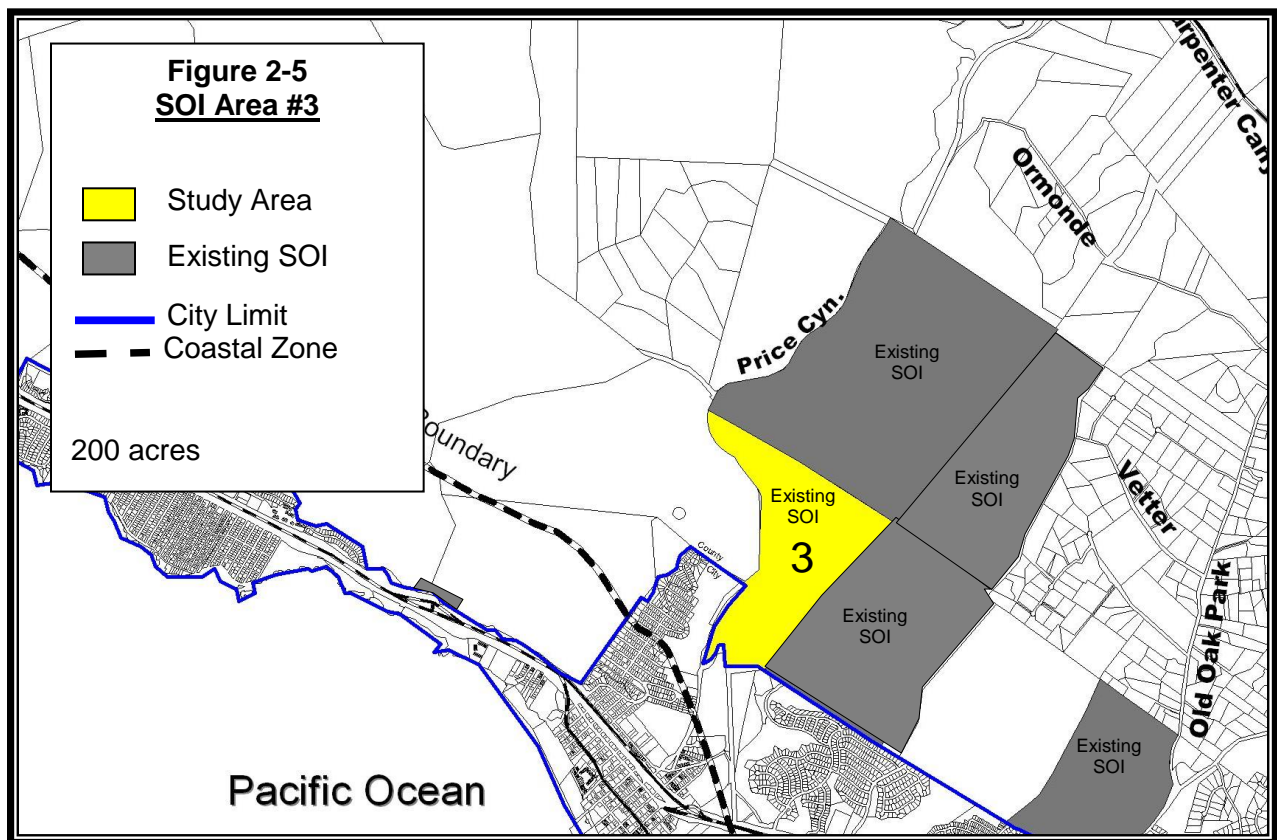 Figure 2-5
SOI Area #3
Study Area
Existing SOI
City Limit
Coastal Zone
200 acres
Boundary
Price Cyn.
Ormonde
Carpenter Cany
Existing
SOI
Existing
SOI
Existing
SOI
3
Existing
SOI
Existing
SOI
Vetter
Old Oak Park
County
City
Pacific Ocean